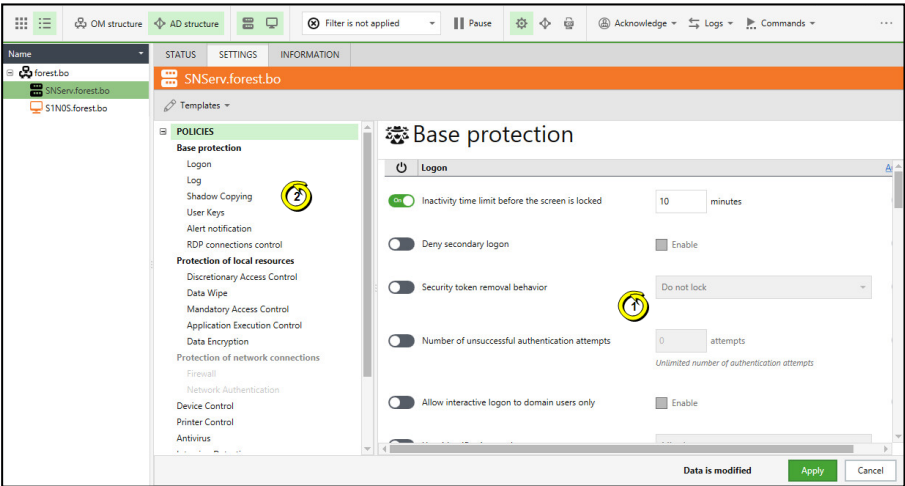 OM structure AD structure Filter is not applied Pause Acknowledge Logs Commands ...
Name
STATUS SETTINGS INFORMATION
forest.bo
SNServ.forest.bo
SNServ.forest.bo
S1N0S.forest.bo
Templates
POLICIES
Base protection
Logon
Log
Shadow Copying
2
User Keys
Alert notification
RDP connections control
Protection of local resources
Discretionary Access Control
Data Wipe
Mandatory Access Control
Application Execution Control
Data Encryption
Protection of network connections
Firewall
Network Authentication
Device Control
Printer Control
Antivirus
Base protection
Logon
On Inactivity time limit before the screen is locked 10 minutes
Deny secondary logon Enable
Security token removal behavior Do not lock
1
Number of unsuccessful authentication attempts 0 attempts
Unlimited number of authentication attempts
Allow interactive logon to domain users only Enable
Data is modified Apply Cancel